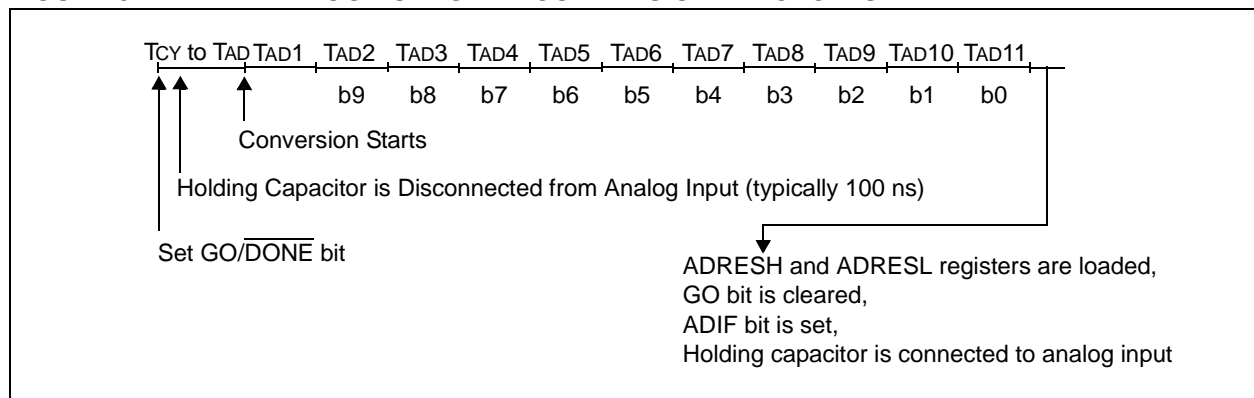 TCY to TAD TAD1 TAD2 TAD3 TAD4 TAD5 TAD6 TAD7 TAD8 TAD9 TAD10 TAD11
b9 b8 b7 b6 b5 b4 b3 b2 b1 b0
Conversion Starts
Holding Capacitor is Disconnected from Analog Input (typically 100 ns)
Set GO/DONE bit
ADRESH and ADRESL registers are loaded,
GO bit is cleared,
ADIF bit is set,
Holding capacitor is connected to analog input